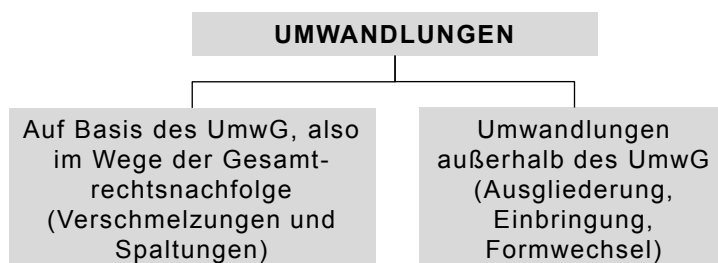 UMWANDLUNGEN
Auf Basis des UmwG, also
im Wege der Gesamt-
rechtsnachfolge
(Verschmelzungen und
Spaltungen)
Umwandlungen
außerhalb des UmwG
(Ausgliederung,
Einbringung,
Formwechsel)